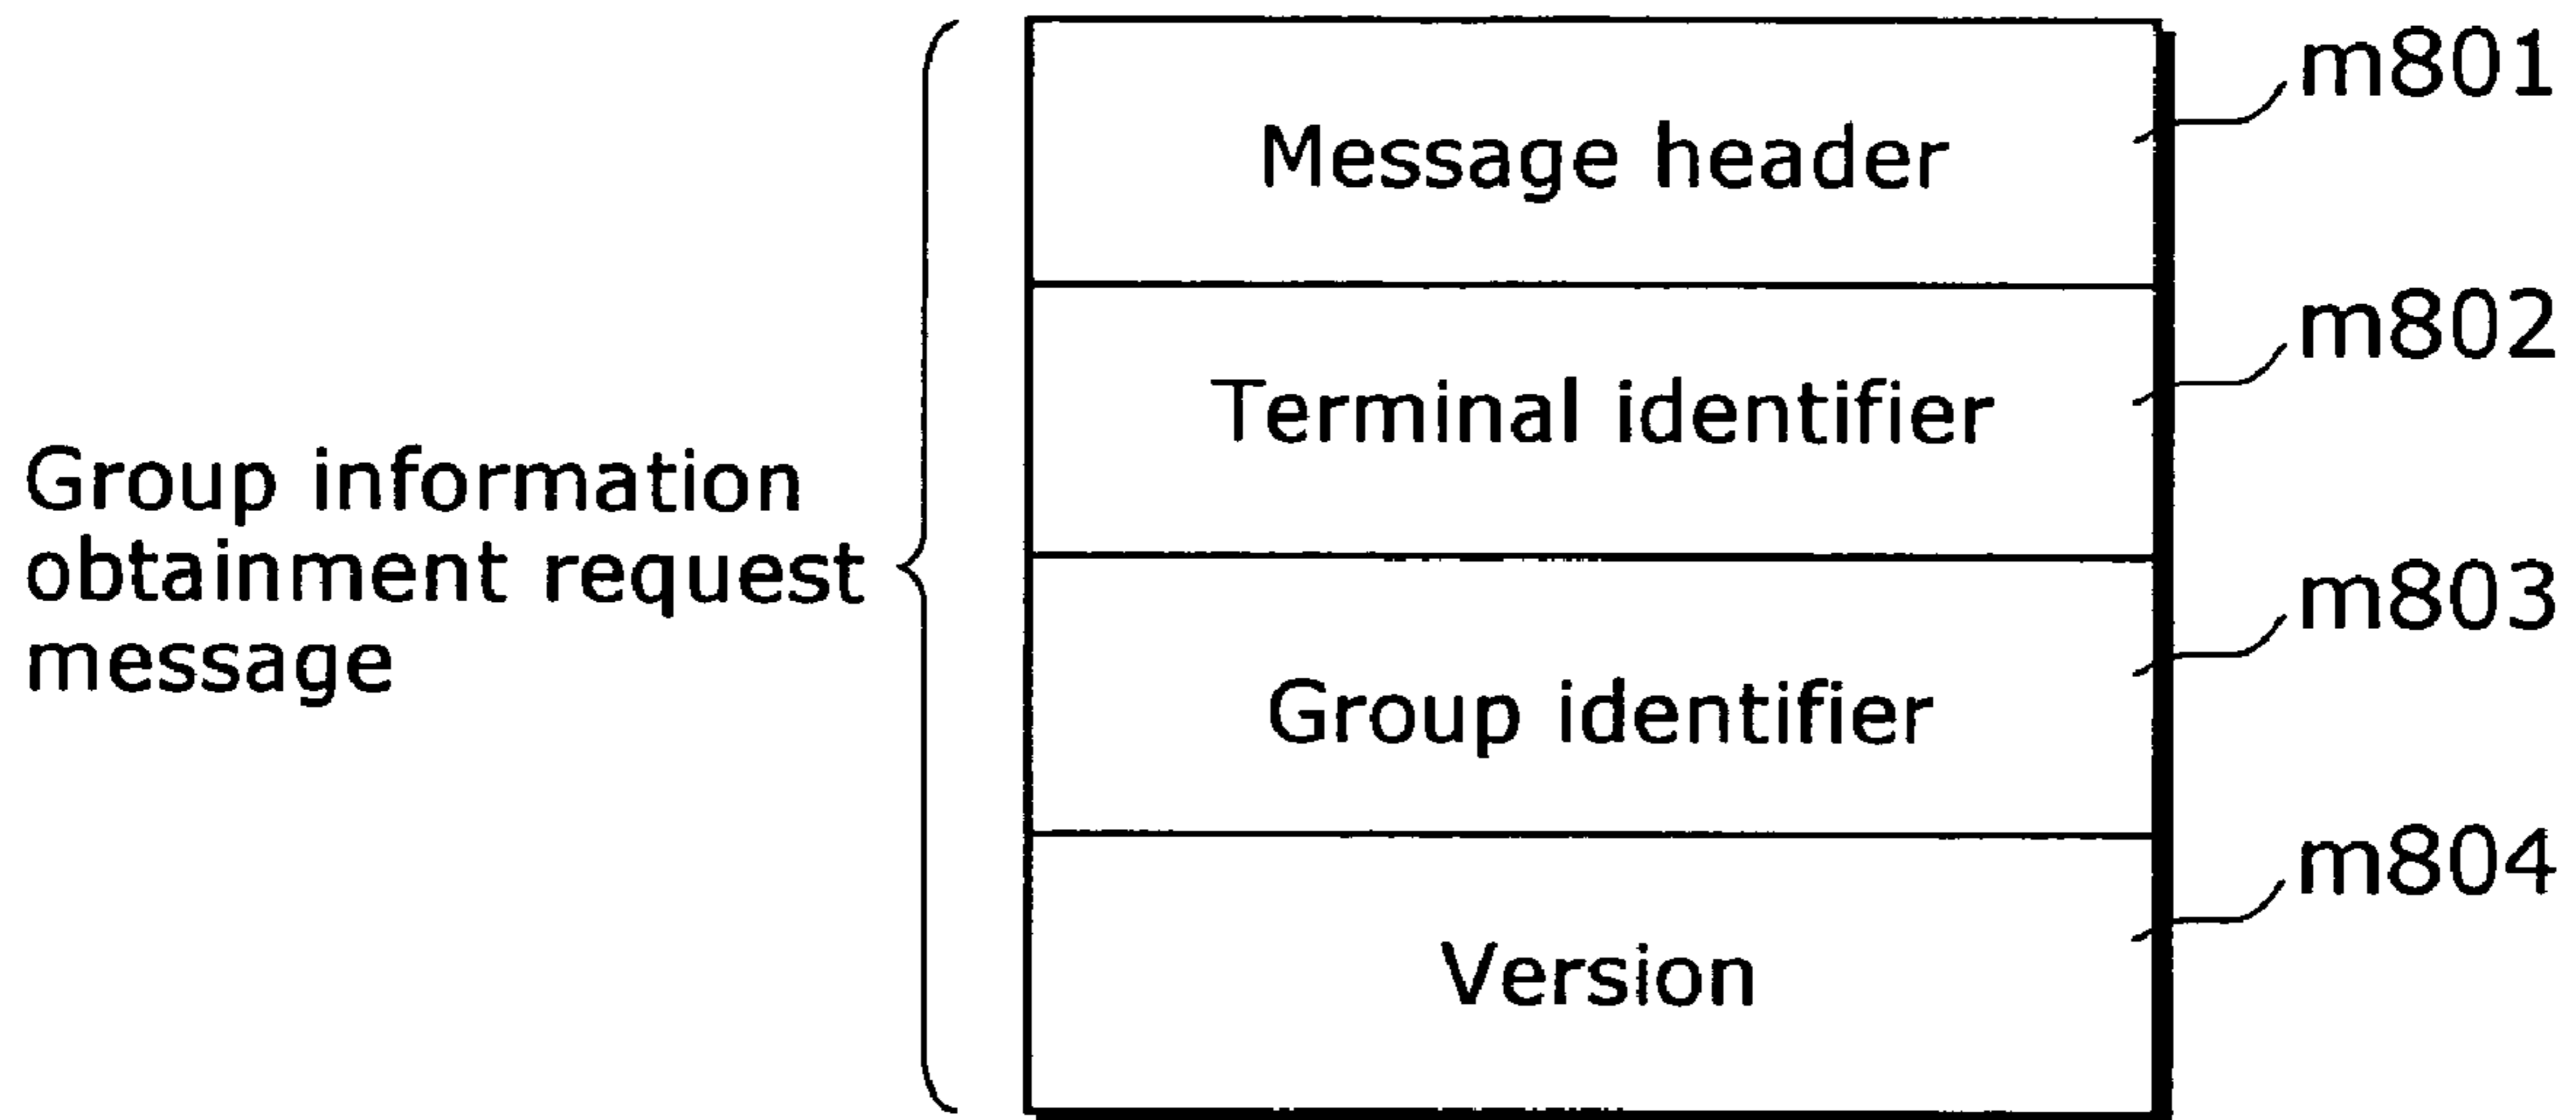 Group information
obtainment request
message
Message header
m801
Terminal identifier
m802
Group identifier
m803
Version
m804